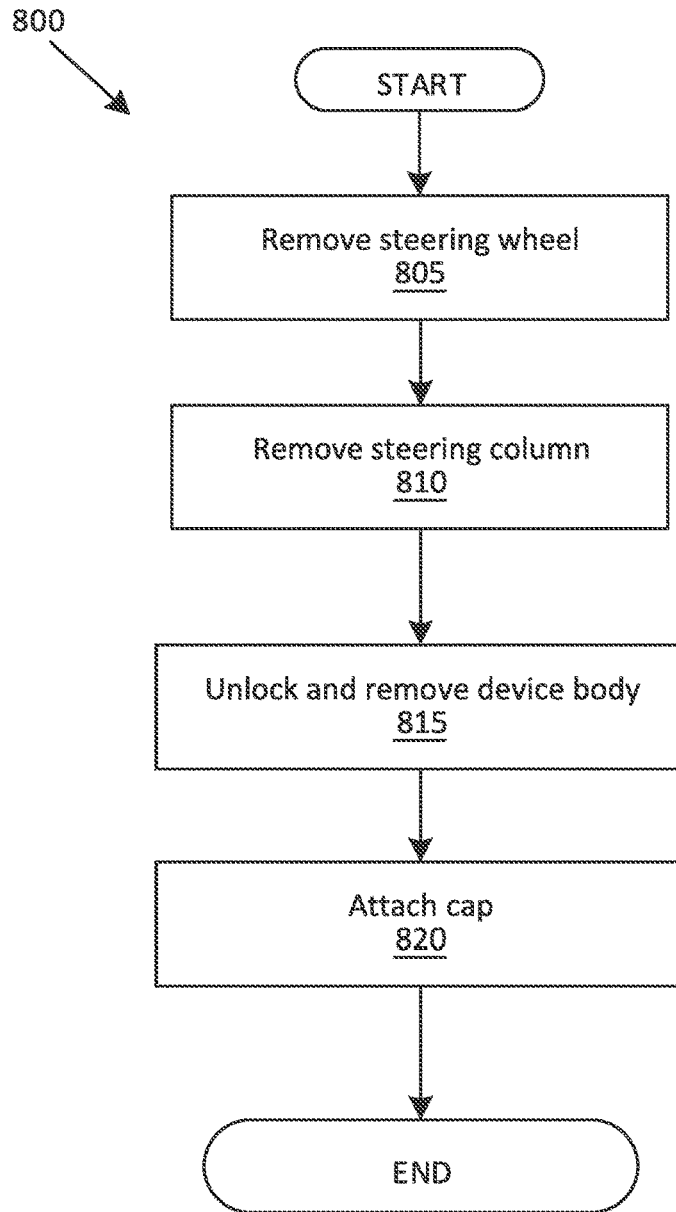 800
START
Remove steering wheel
805
Remove steering column
810
Unlock and remove device body
815
Attach cap
820
END